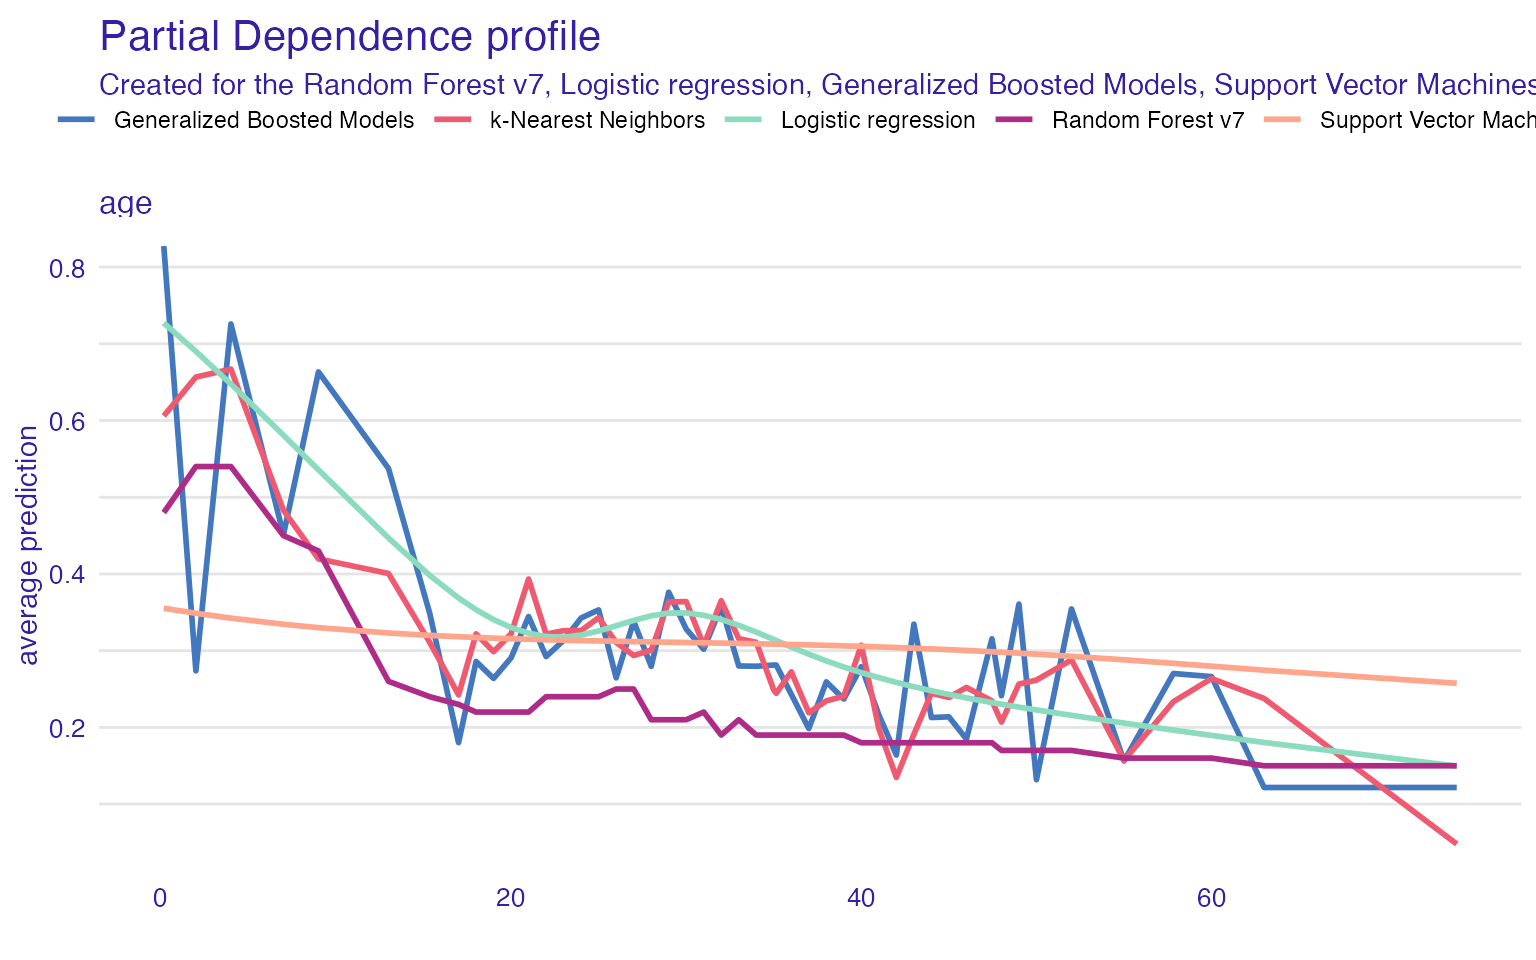 Partial Dependence profile
Created for the Random Forest v7, Logistic regression, Generalized Boosted Models, Support Vector Machines
Generalized Boosted Models k-Nearest Neighbors Logistic regression Random Forest v7 Support Vector Mach
age
average prediction
0.8
0.6
0.4
0.2
0 20 40 60